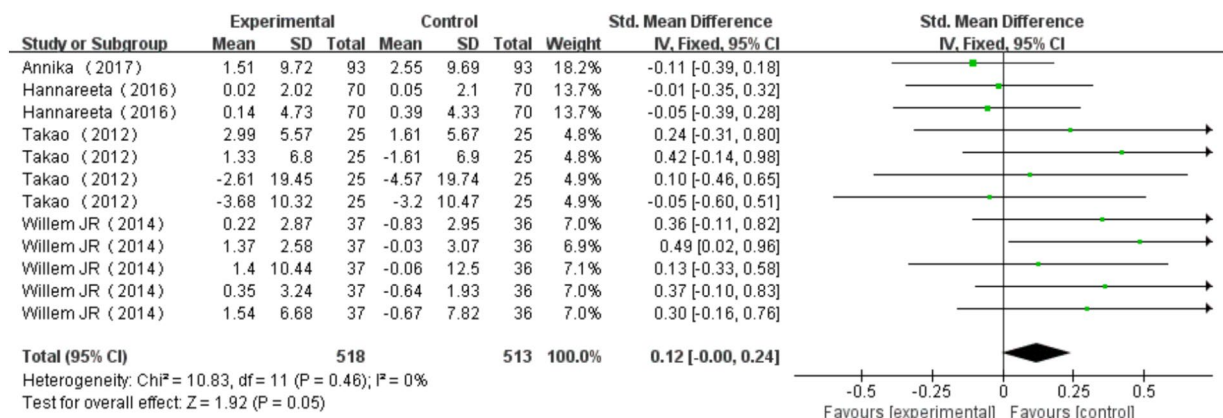 Experimental Control Std. Mean Difference Std. Mean Difference
Study or Subgroup Mean SD Total Mean SD Total Weight IV, Fixed, 95% CI IV, Fixed, 95% CI
Annika (2017) 1.51 9.72 93 2.55 9.69 93 18.2% -0.11 [-0.39, 0.18]
Hannareeta (2016) 0.02 2.02 70 0.05 2.1 70 13.7% -0.01 [-0.35, 0.32]
Hannareeta (2016) 0.14 4.73 70 0.39 4.33 70 13.7% -0.05 [-0.39, 0.28]
Takao (2012) 2.99 5.57 25 1.61 5.67 25 4.8% 0.24 [-0.31, 0.80]
Takao (2012) 1.33 6.8 25 -1.61 6.9 25 4.8% 0.42 [-0.14, 0.98]
Takao (2012) -2.61 19.45 25 -4.57 19.74 25 4.9% 0.10 [-0.46, 0.65]
Takao (2012) -3.68 10.32 25 -3.2 10.47 25 4.9% -0.05 [-0.60, 0.51]
Willem JR (2014) 0.22 2.87 37 -0.83 2.95 36 7.0% 0.36 [-0.11, 0.82]
Willem JR (2014) 1.37 2.58 37 -0.03 3.07 36 6.9% 0.49 [0.02, 0.96]
Willem JR (2014) 1.4 10.44 37 -0.06 12.5 36 7.1% 0.13 [-0.33, 0.58]
Willem JR (2014) 0.35 3.24 37 -0.64 1.93 36 7.0% 0.37 [-0.10, 0.83]
Willem JR (2014) 1.54 6.68 37 -0.67 7.82 36 7.0% 0.30 [-0.16, 0.76]
Total (95% CI) 518 513 100.0% 0.12 [-0.00, 0.24]
Heterogeneity: Chi² = 10.83, df = 11 (P = 0.46); I² = 0%
Test for overall effect: Z = 1.92 (P = 0.05)
-0.5 -0.25 0 0.25 0.5
Favours [experimental] Favours [control]